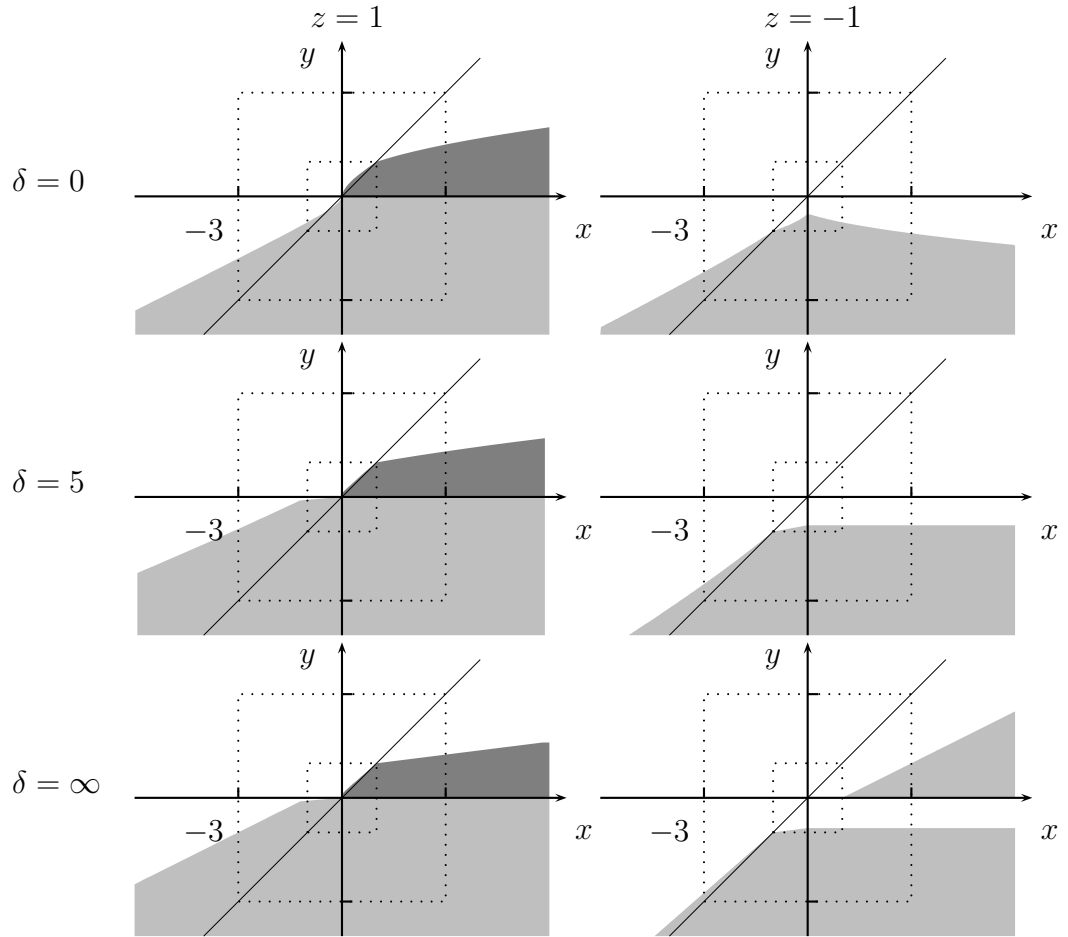 z = 1
z = −1
y
y
δ = 0
−3
x
−3
x
y
y
δ = 5
−3
x
−3
x
y
y
δ = ∞
−3
x
−3
x